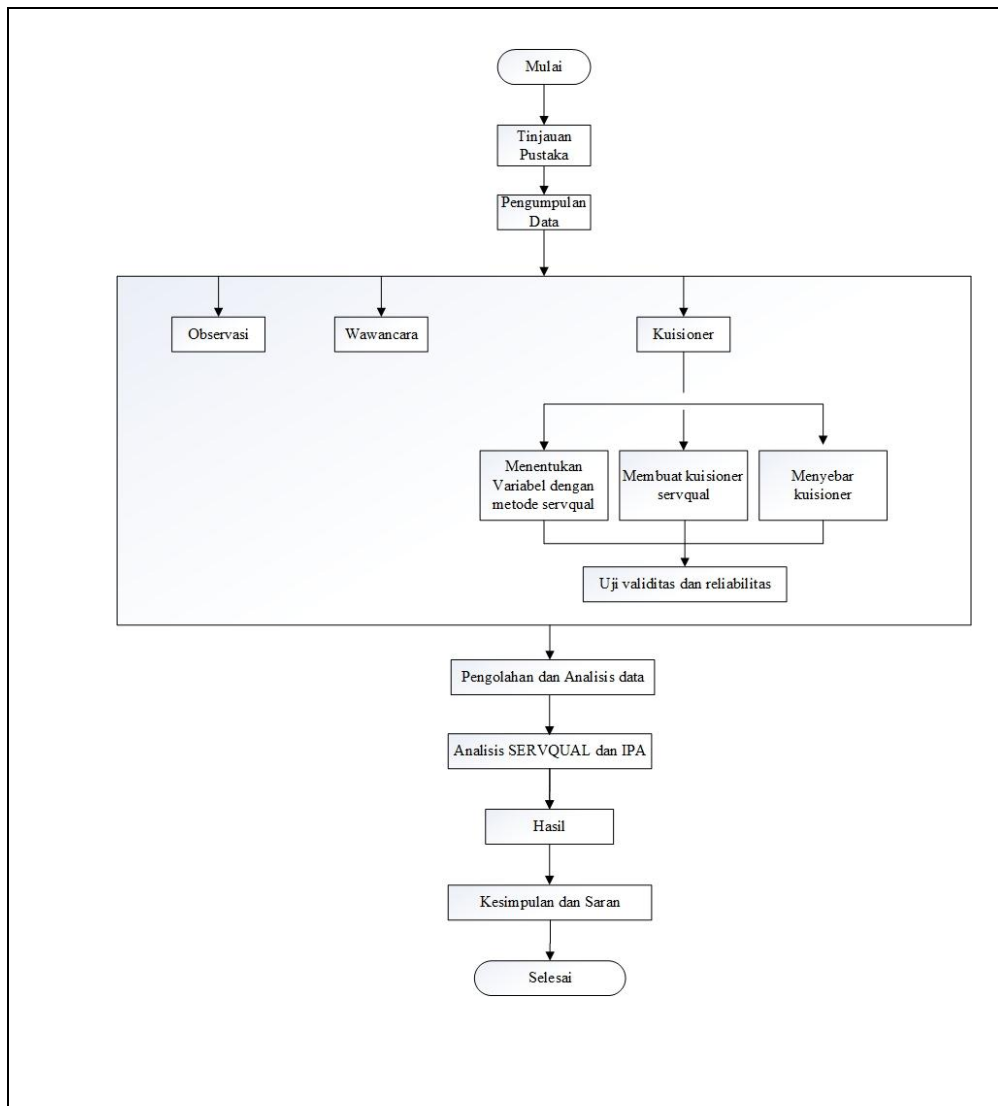 Mulai
Tinjauan
Pustaka
Pengumpulan
Data
Observasi
Wawancara
Kuisioner
Menentukan
Variabel dengan
metode servqual
Membuat kuisioner
servqual
Menyebar
kuisioner
Uji validitas dan reliabilitas
Pengolahan dan Analisis data
Analisis SERVQUAL dan IPA
Hasil
Kesimpulan dan Saran
Selesai